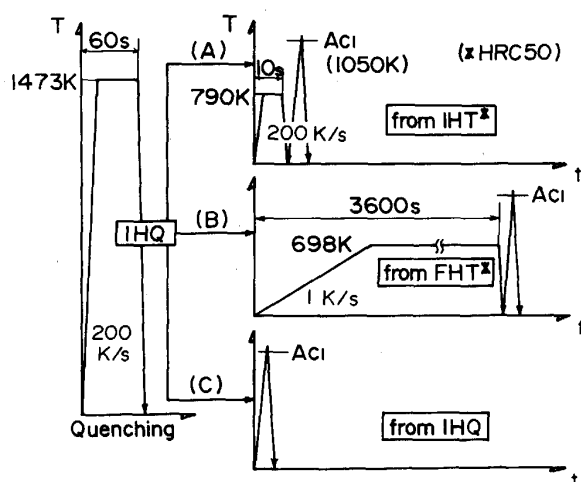 T
60s
1473K
IHQ
200
K/s
Quenching
T
(A)
10s
AC1
(1050K)
(*HRC50)
790K
200 K/s
from IHT*
t
(B)
3600s
AC1
698K
from FHT*
1 K/s
t
(C)
AC1
from IHQ
t